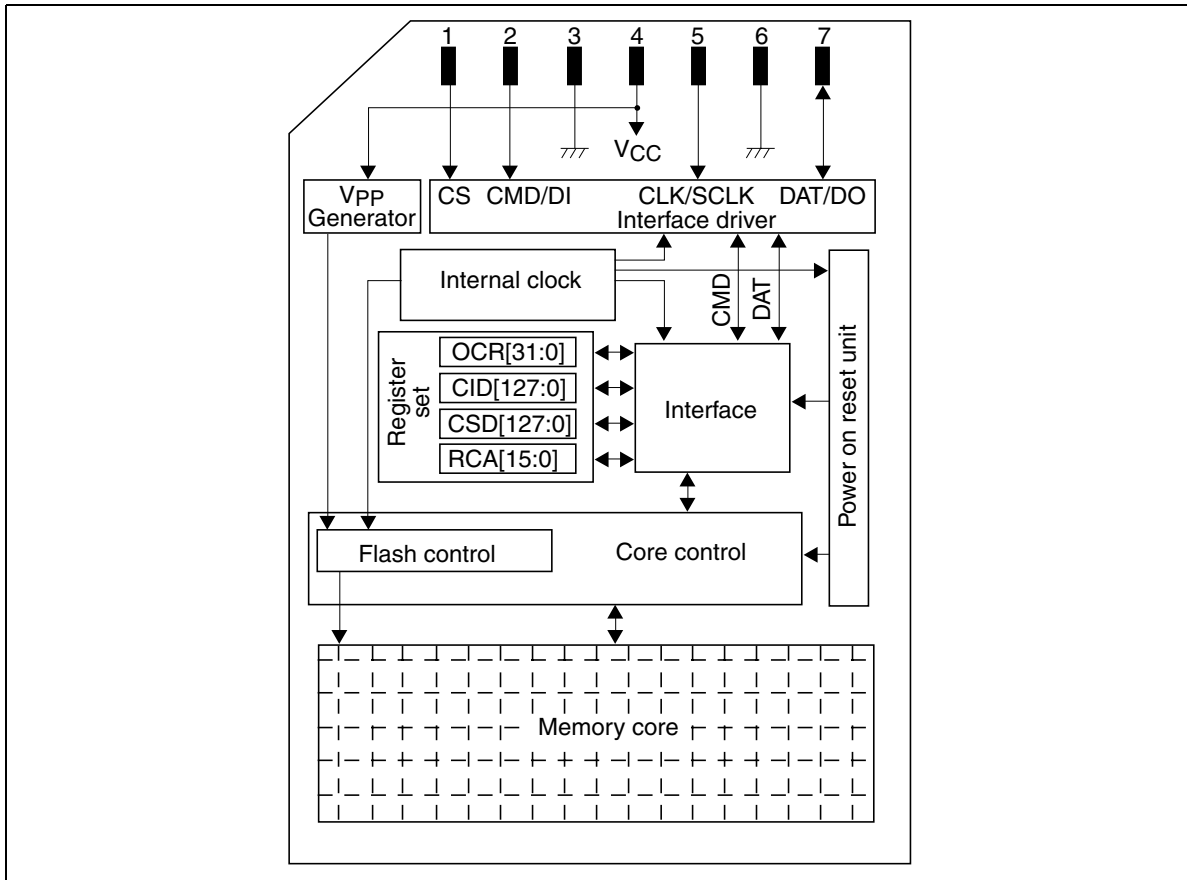 1 2 3 4 5 6 7
VCC
VPP
Generator
CS CMD/DI CLK/SCLK DAT/DO
Interface driver
Internal clock
CMD
DAT
Register
set
OCR[31:0]
CID[127:0]
CSD[127:0]
RCA[15:0]
Interface
Power on reset unit
Flash control
Core control
Memory core